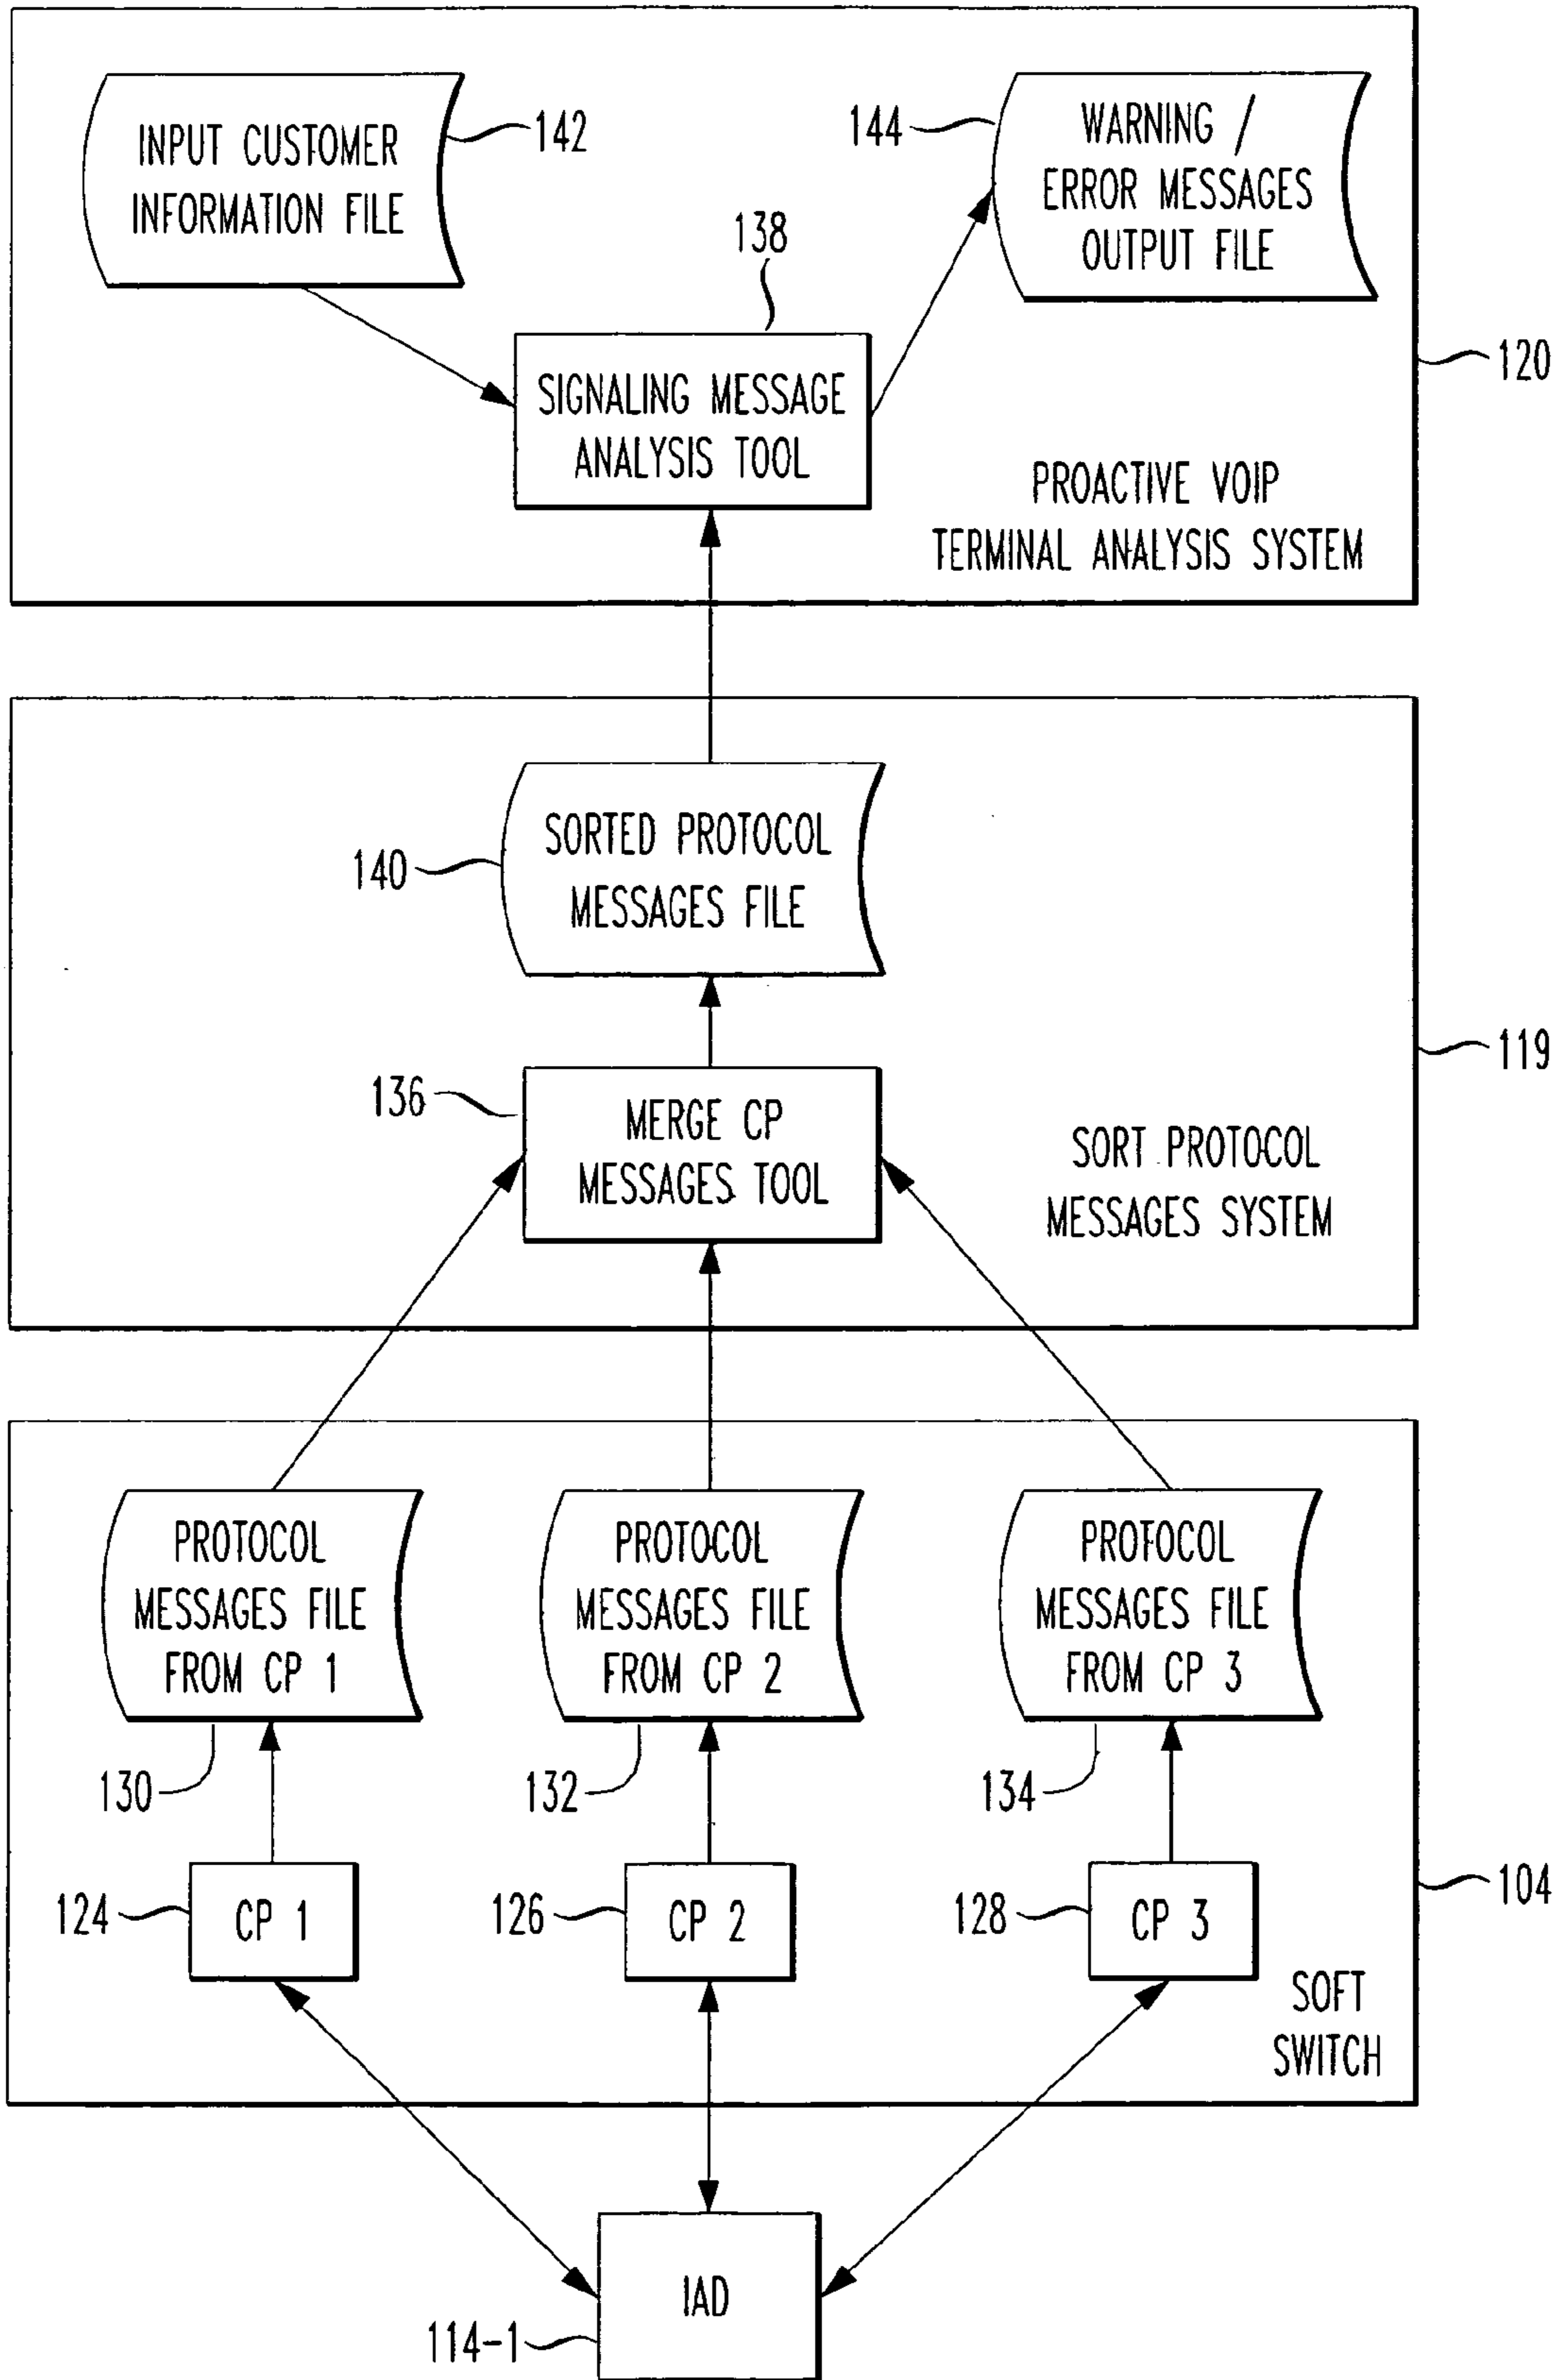 INPUT CUSTOMER
INFORMATION FILE
142
144
WARNING /
ERROR MESSAGES
OUTPUT FILE
138
SIGNALING MESSAGE
ANALYSIS TOOL
120
PROACTIVE VOIP
TERMINAL ANALYSIS SYSTEM
SORTED PROTOCOL
MESSAGES FILE
140
136
MERGE CP
MESSAGES TOOL
119
SORT PROTOCOL
MESSAGES SYSTEM
PROTOCOL
MESSAGES FILE
FROM CP 1
PROTOCOL
MESSAGES FILE
FROM CP 2
PROTOCOL
MESSAGES FILE
FROM CP 3
130
132
134
124
CP 1
126
CP 2
128
CP 3
104
SOFT
SWITCH
IAD
114-1